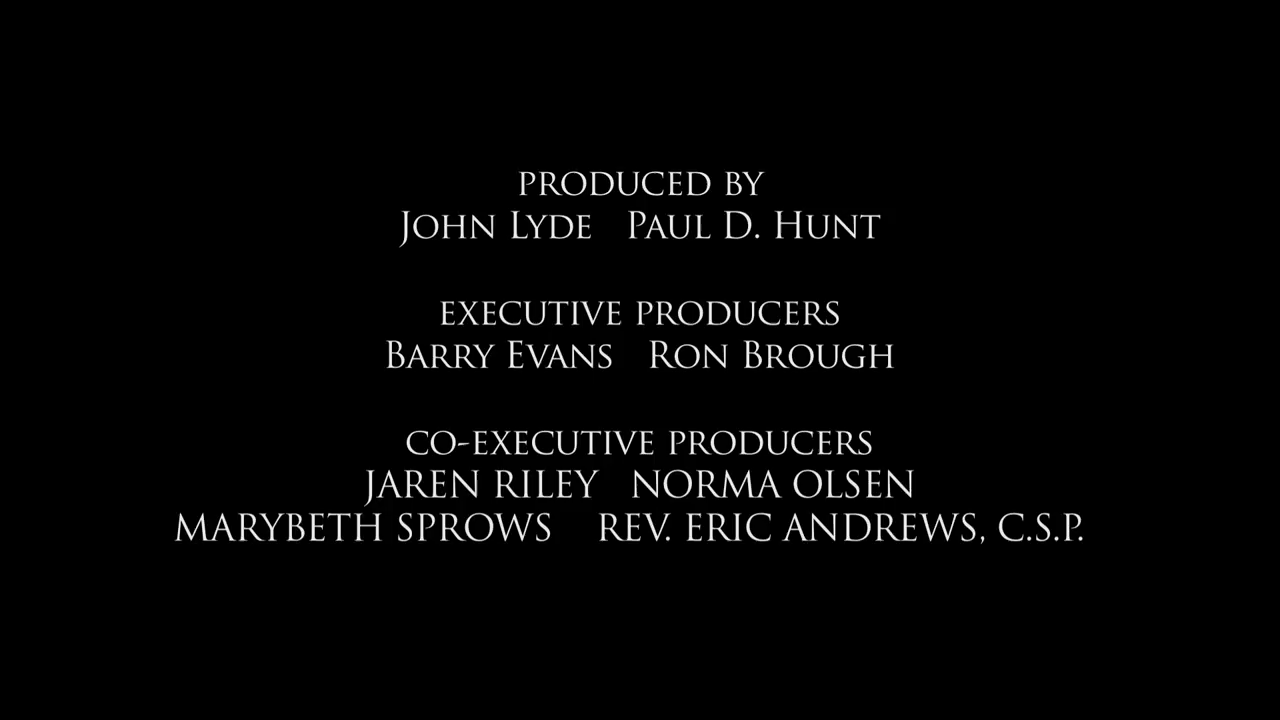 PRODUCED BY
JOHN LYDE PAUL D. HUNT
EXECUTIVE PRODUCERS
BARRY EVANS RON BROUGH
CO-EXECUTIVE PRODUCERS
JAREN RILEY NORMA OLSEN
MARYBETH SPROWS REV. ERIC ANDREWS, C.S.P.